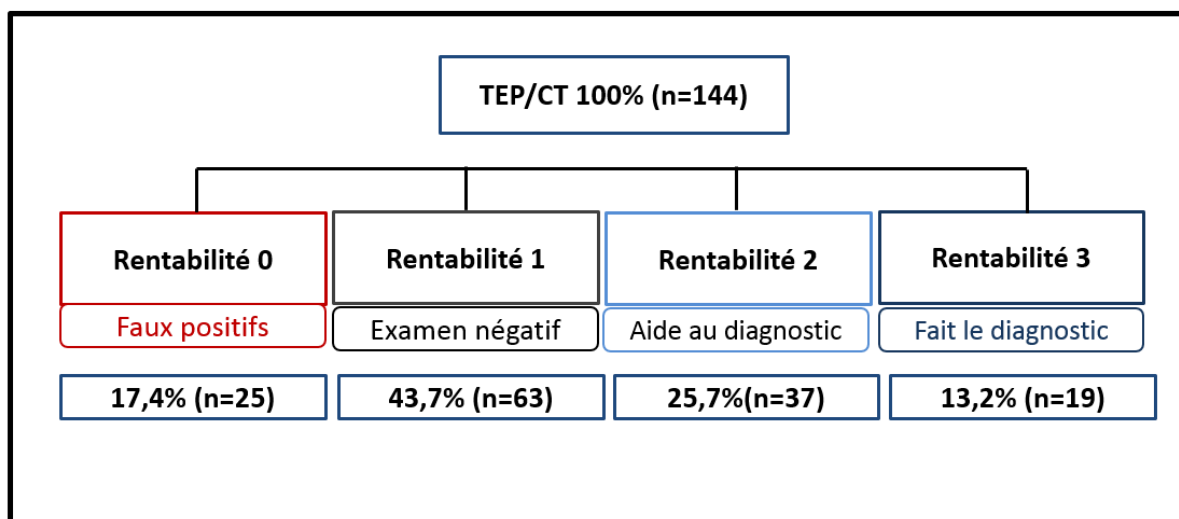 TEP/CT 100% (n=144)
Rentabilité 0
Rentabilité 1
Rentabilité 2
Rentabilité 3
Faux positifs
Examen négatif
Aide au diagnostic
Fait le diagnostic
17,4% (n=25)
43,7% (n=63)
25,7%(n=37)
13,2% (n=19)